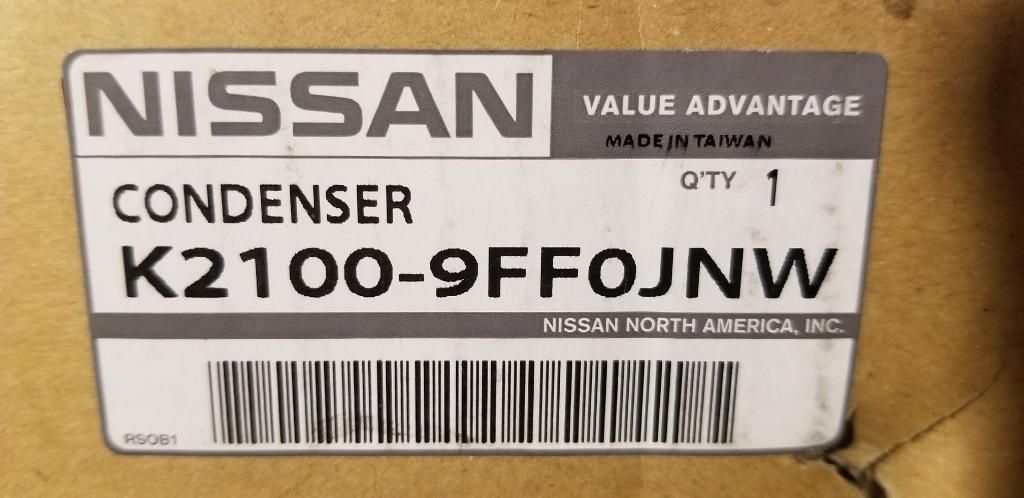 NISSAN
VALUE ADVANTAGE
MADE IN TAIWAN
Q'TY 1
CONDENSER
K2100-9FF0JNW
NISSAN NORTH AMERICA, INC.
RSOB1